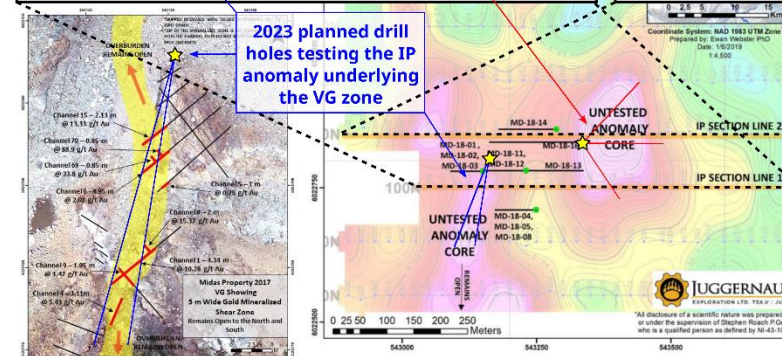 2023 planned drill
holes testing the IP
anomaly underlying
the VG zone
OVERBURDEN
REMAINS OPEN
Channel 15 – 2.13 m
@ 13.33 g/t Au
Channel 70 – 0.85 m
@ 88.9 g/t Au
Channel 69 – 0.85 m
@ 33.8 g/t Au
Channel 6 – 4.95 m
@ 2.01 g/t Au
Channel 5 – 1 m
@ 0.75 g/t Au
Channel 8 – 2 m
@ 15.37 g/t Au
Channel 1 – 4.34 m
@ 10.28 g/t Au
Channel 9 – 1.95 m
Channel 4 – 3.11m
@ 5.43 g/t Au
Midas Property 2017
VG Showing
5 m Wide Gold Mineralized
Shear Zone
Remains Open to the North and
South
OVERBURDEN
0 2.5 5 10 15
Coordinate System: NAD 1983 UTM Zone
Prepared by: Ewan Webster PhD
Date: 1/6/2019
1:4,500
MD-18-14
UNTESTED
ANOMALY
CORE
IP SECTION LINE 2
MD-18-01,
MD-18-02,
MD-18-03
MD-18-11,
MD-18-12
MD-18-13
IP SECTION LINE 1
MD-18-04,
MD-18-05,
MD-18-08
UNTESTED
ANOMALY
CORE
REMAINS
OPEN
6022750
6022500
0 25 50 100 150 200 250
Meters
543000
543250
543500
JUGGERNAU
EXPLORATION LTD. TSX.V : JU
"All disclosure of a scientific nature was prepared
or under the supervision of Stephen Roach P.Ge
who is a qualified person as defined by NI-43-10